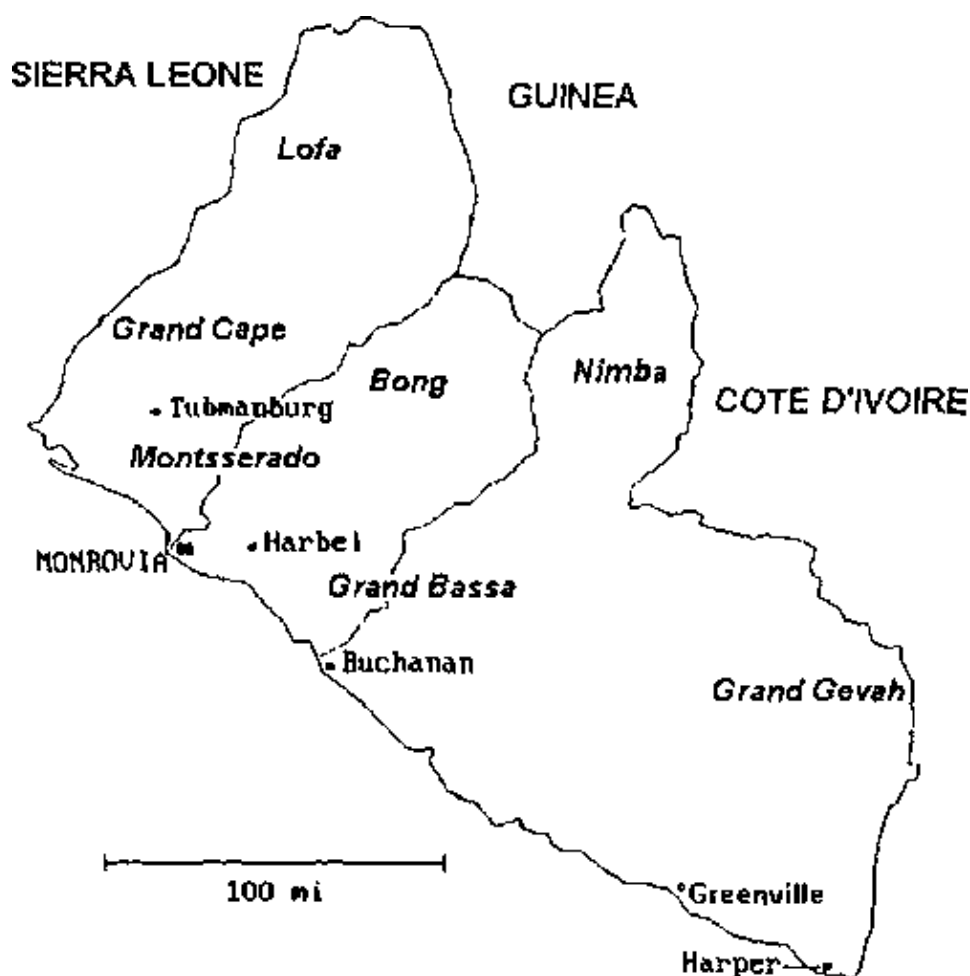 SIERRA LEONE
GUINEA
Lofa
Grand Cape
Bong
Nimba
Tubmanburg
COTE D'IVOIRE
Montsserado
MONROVIA
Harbel
Grand Bassa
Buchanan
Grand Gevah
100 mi
Greenville
Harper